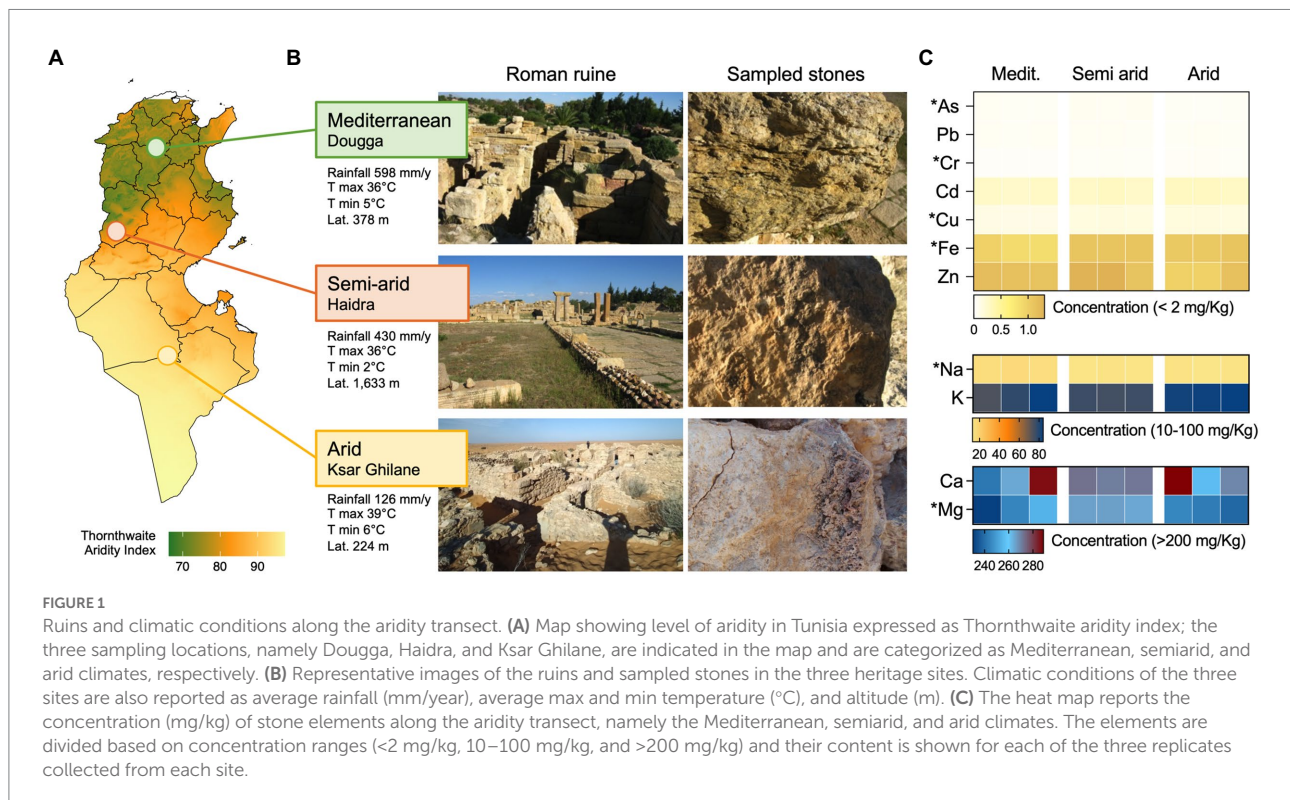 A
B
C
Roman ruine
Sampled stones
Medit.
Semi arid
Arid
Mediterranean
Dougga
Rainfall 598 mm/y
T max 36°C
T min 5°C
Lat. 378 m
Semi-arid
Haidra
Rainfall 430 mm/y
T max 36°C
T min 2°C
Lat. 1,633 m
Arid
Ksar Ghilane
Rainfall 126 mm/y
T max 39°C
T min 6°C
Lat. 224 m
Thornthwaite
Aridity Index
70 80 90
*As
Pb
*Cr
Cd
*Cu
*Fe
Zn
Concentration (< 2 mg/Kg)
0 0.5 1.0
*Na
K
Concentration (10-100 mg/Kg)
20 40 60 80
Ca
*Mg
Concentration (>200 mg/Kg)
240 260 280
FIGURE 1
Ruins and climatic conditions along the aridity transect. (A) Map showing level of aridity in Tunisia expressed as Thornthwaite aridity index; the
three sampling locations, namely Dougga, Haidra, and Ksar Ghilane, are indicated in the map and are categorized as Mediterranean, semiarid, and
arid climates, respectively. (B) Representative images of the ruins and sampled stones in the three heritage sites. Climatic conditions of the three
sites are also reported as average rainfall (mm/year), average max and min temperature (°C), and altitude (m). (C) The heat map reports the
concentration (mg/kg) of stone elements along the aridity transect, namely the Mediterranean, semiarid, and arid climates. The elements are
divided based on concentration ranges (<2 mg/kg, 10–100 mg/kg, and >200 mg/kg) and their content is shown for each of the three replicates
collected from each site.